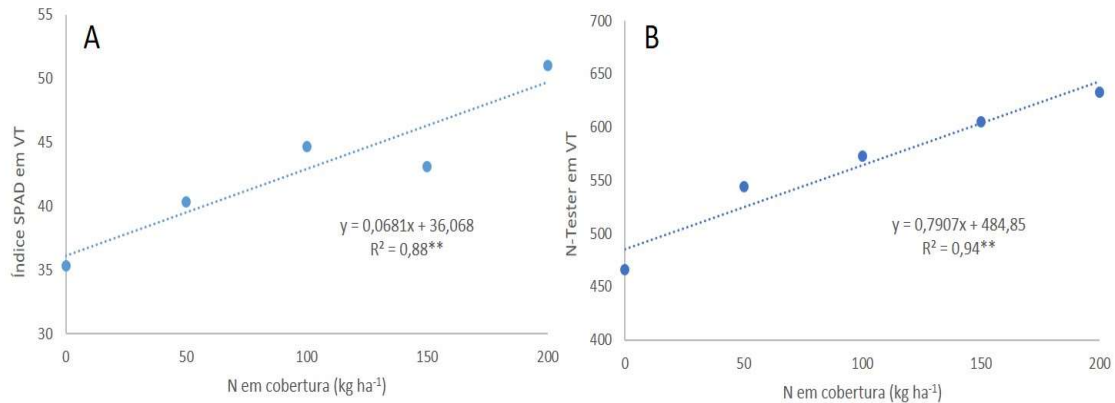 A
55
50
45
40
35
30
Índice SPAD em VT
y = 0,0681x + 36,068
R² = 0,88**
0 50 100 150 200
N em cobertura (kg ha⁻¹)
B
700
650
600
550
500
450
400
N-Tester em VT
y = 0,7907x + 484,85
R² = 0,94**
0 50 100 150 200
N em cobertura (kg ha⁻¹)